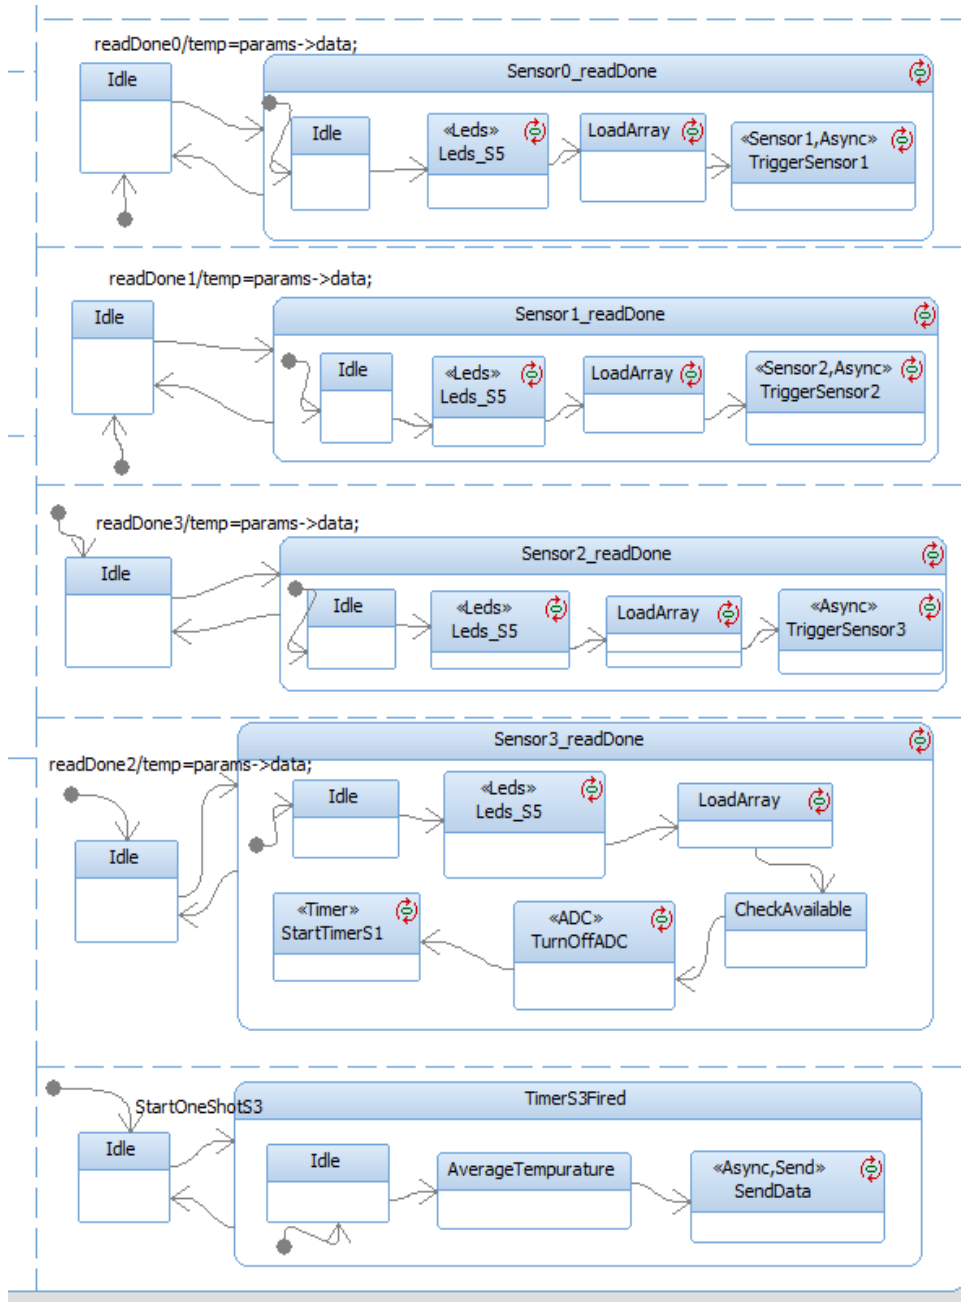 readDone0/temp=params->data;
Idle
Sensor0_readDone
Idle
«Leds»
Leds_S5
LoadArray
«Sensor1,Async»
TriggerSensor1
readDone1/temp=params->data;
Idle
Sensor1_readDone
Idle
«Leds»
Leds_S5
LoadArray
«Sensor2,Async»
TriggerSensor2
readDone3/temp=params->data;
Idle
Sensor2_readDone
Idle
«Leds»
Leds_S5
LoadArray
«Async»
TriggerSensor3
readDone2/temp=params->data;
Idle
Sensor3_readDone
Idle
«Leds»
Leds_S5
LoadArray
CheckAvailable
«ADC»
TurnOffADC
«Timer»
StartTimerS1
StartOneShotS3
Idle
TimerS3Fired
Idle
AverageTempurature
«Async,Send»
SendData